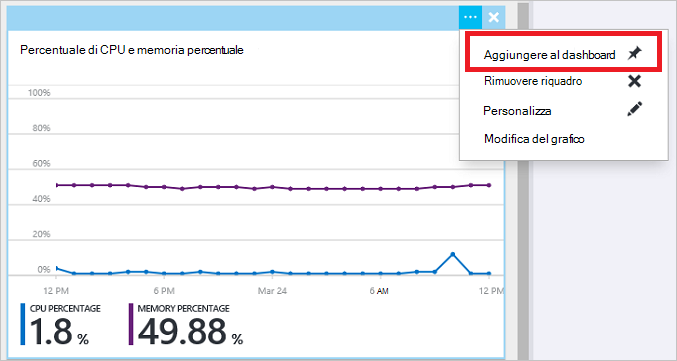 Percentuale di CPU e memoria percentuale
Aggiungere al dashboard
Rimuovere riquadro
Personalizza
Modifica del grafico
100%
80%
60%
40%
20%
0%
12 PM 6 PM Mar 24 6 AM 12 PM
CPU PERCENTAGE MEMORY PERCENTAGE
1.8 % 49.88 %